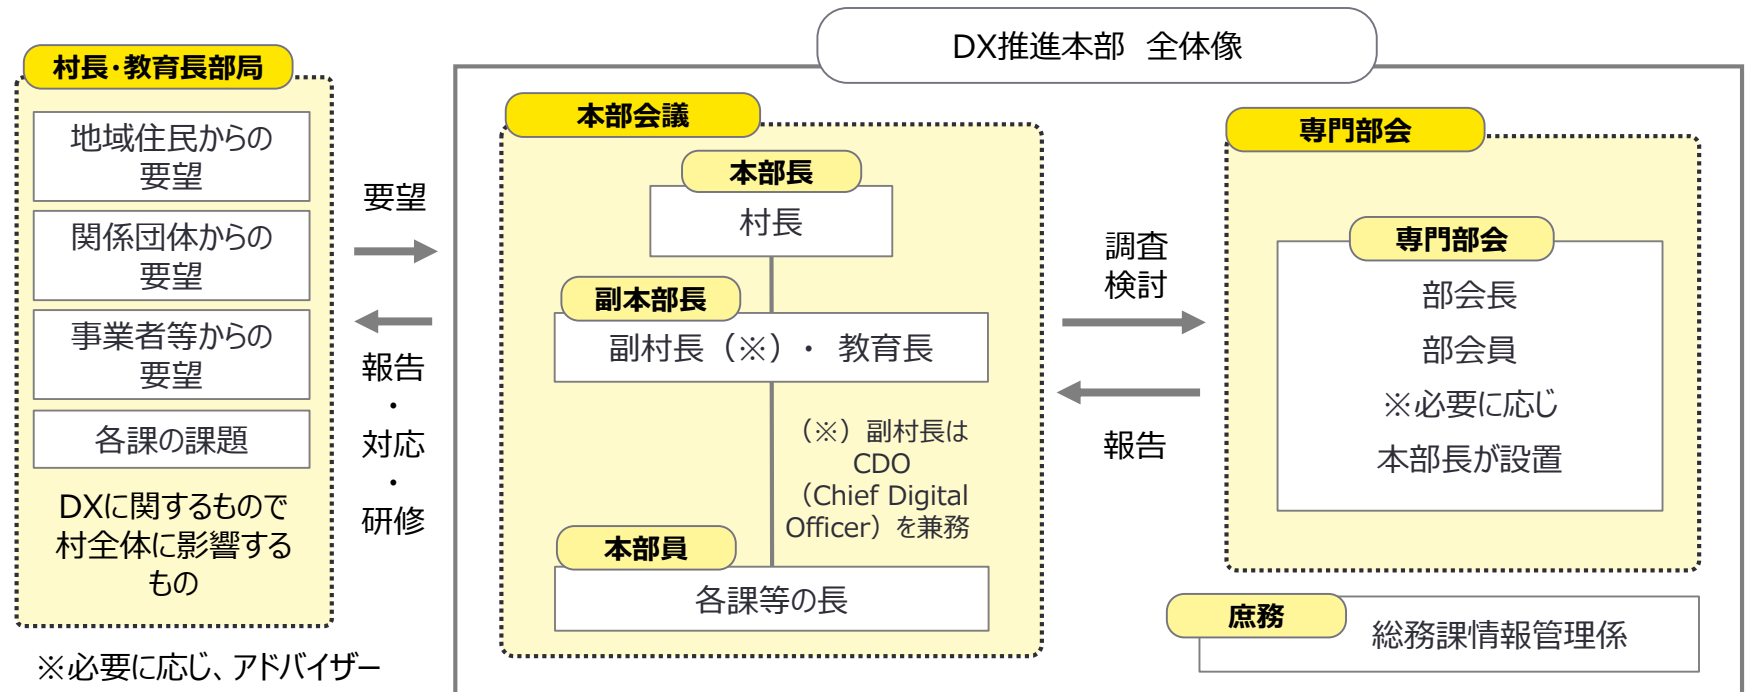 DX推進本部 全体像
村長・教育長部局
地域住民からの
要望
関係団体からの
要望
事業者等からの
要望
各課の課題
DXに関するもので
村全体に影響する
もの
※必要に応じ、アドバイザー
要望
報告
・
対応
・
研修
本部会議
本部長
村長
副本部長
副村長（※）・ 教育長
（※）副村長は
CDO
（Chief Digital
Officer）を兼務
本部員
各課等の長
調査
検討
報告
専門部会
専門部会
部会長
部会員
※必要に応じ
本部長が設置
庶務
総務課情報管理係